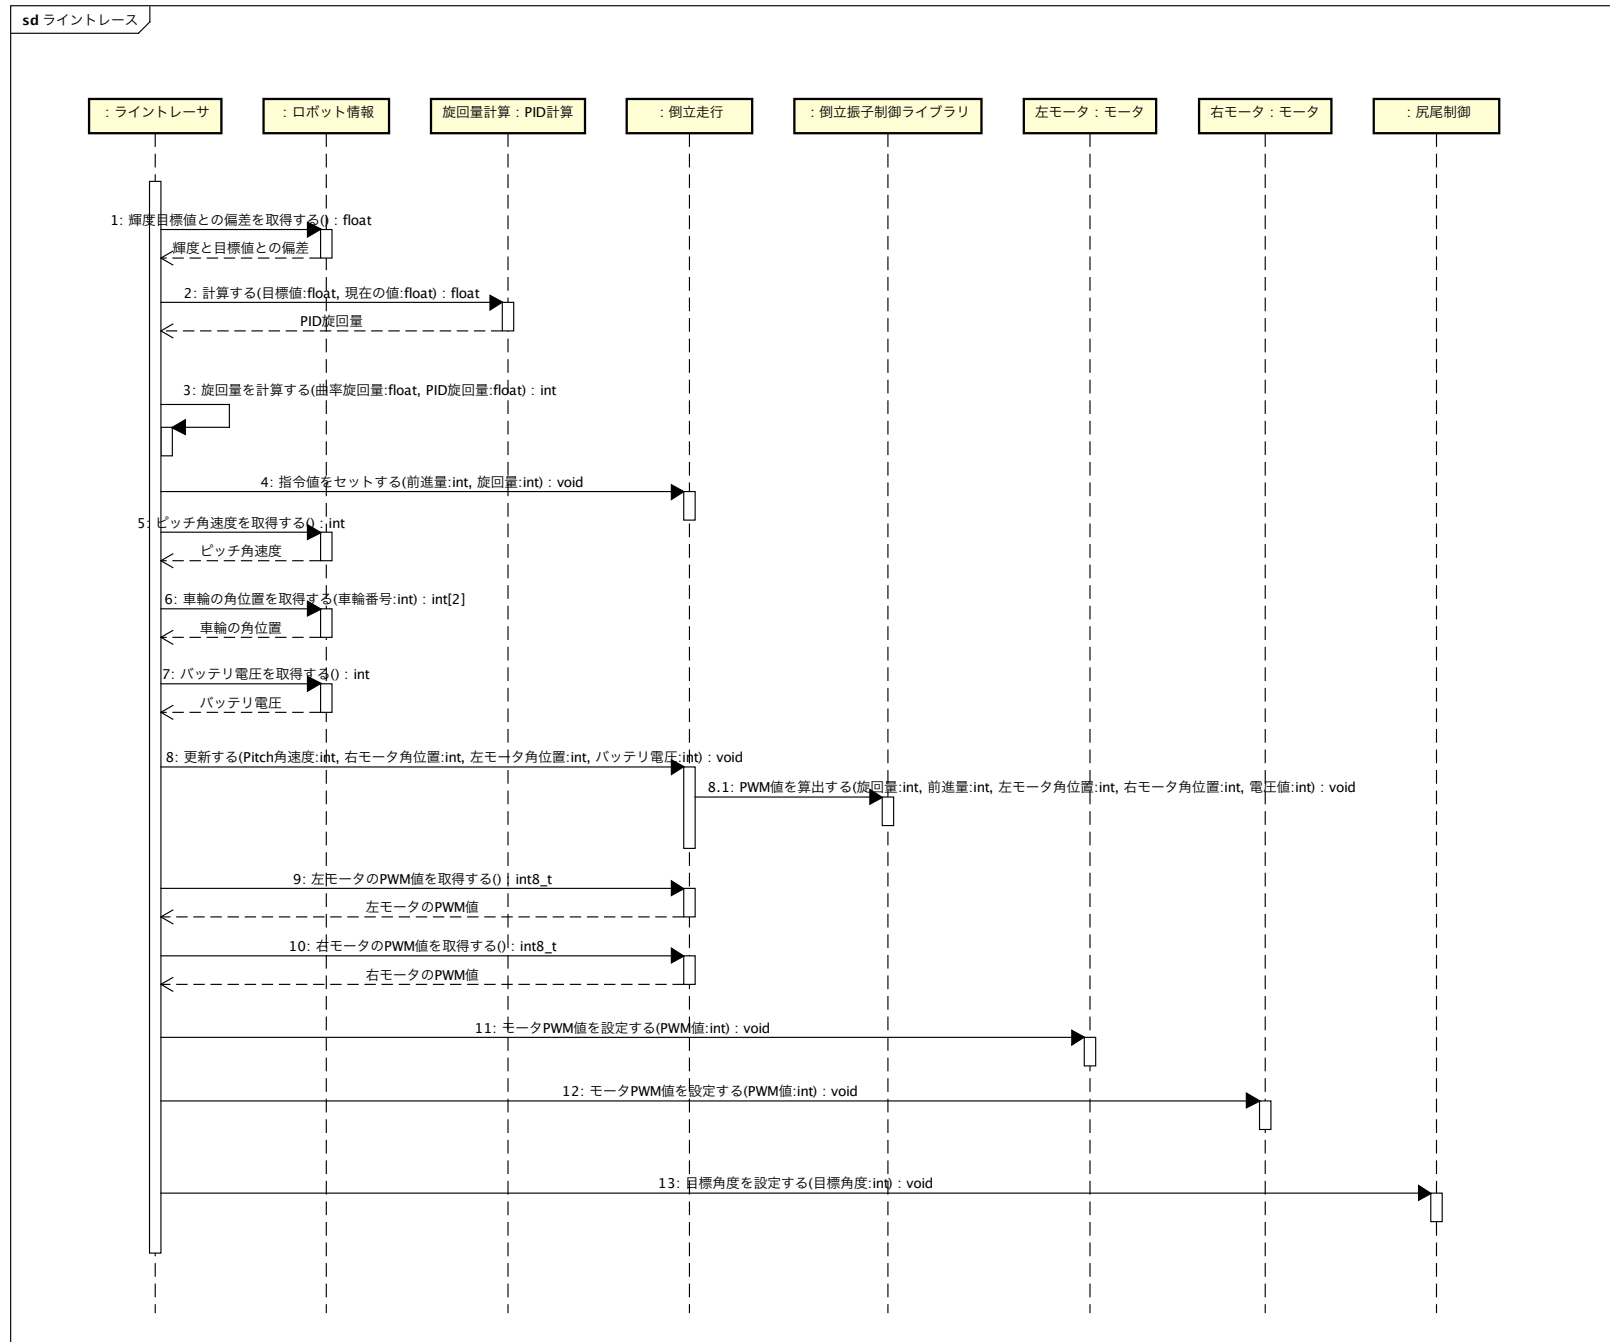 sd ライントレース
: ライントレーサ
: ロボット情報
旋回量計算 : PID計算
: 倒立走行
: 倒立振子制御ライブラリ
左モータ : モータ
右モータ : モータ
: 尻尾制御
1: 輝度目標値との偏差を取得する() : float
輝度と目標値との偏差
2: 計算する(目標値:float, 現在の値:float) : float
PID旋回量
3: 旋回量を計算する(曲率旋回量:float, PID旋回量:float) : int
4: 指令値をセットする(前進量:int, 旋回量:int) : void
5: ピッチ角速度を取得する() : int
ピッチ角速度
6: 車輪の角位置を取得する(車輪番号:int) : int[2]
車輪の角位置
7: バッテリ電圧を取得する() : int
バッテリ電圧
8: 更新する(Pitch角速度:int, 右モータ角位置:int, 左モータ角位置:int, バッテリ電圧:int) : void
8.1: PWM値を算出する(旋回量:int, 前進量:int, 左モータ角位置:int, 右モータ角位置:int, 電圧値:int) : void
9: 左モータのPWM値を取得する() : int8_t
左モータのPWM値
10: 右モータのPWM値を取得する() : int8_t
右モータのPWM値
11: モータPWM値を設定する(PWM値:int) : void
12: モータPWM値を設定する(PWM値:int) : void
13: 目標角度を設定する(目標角度:int) : void